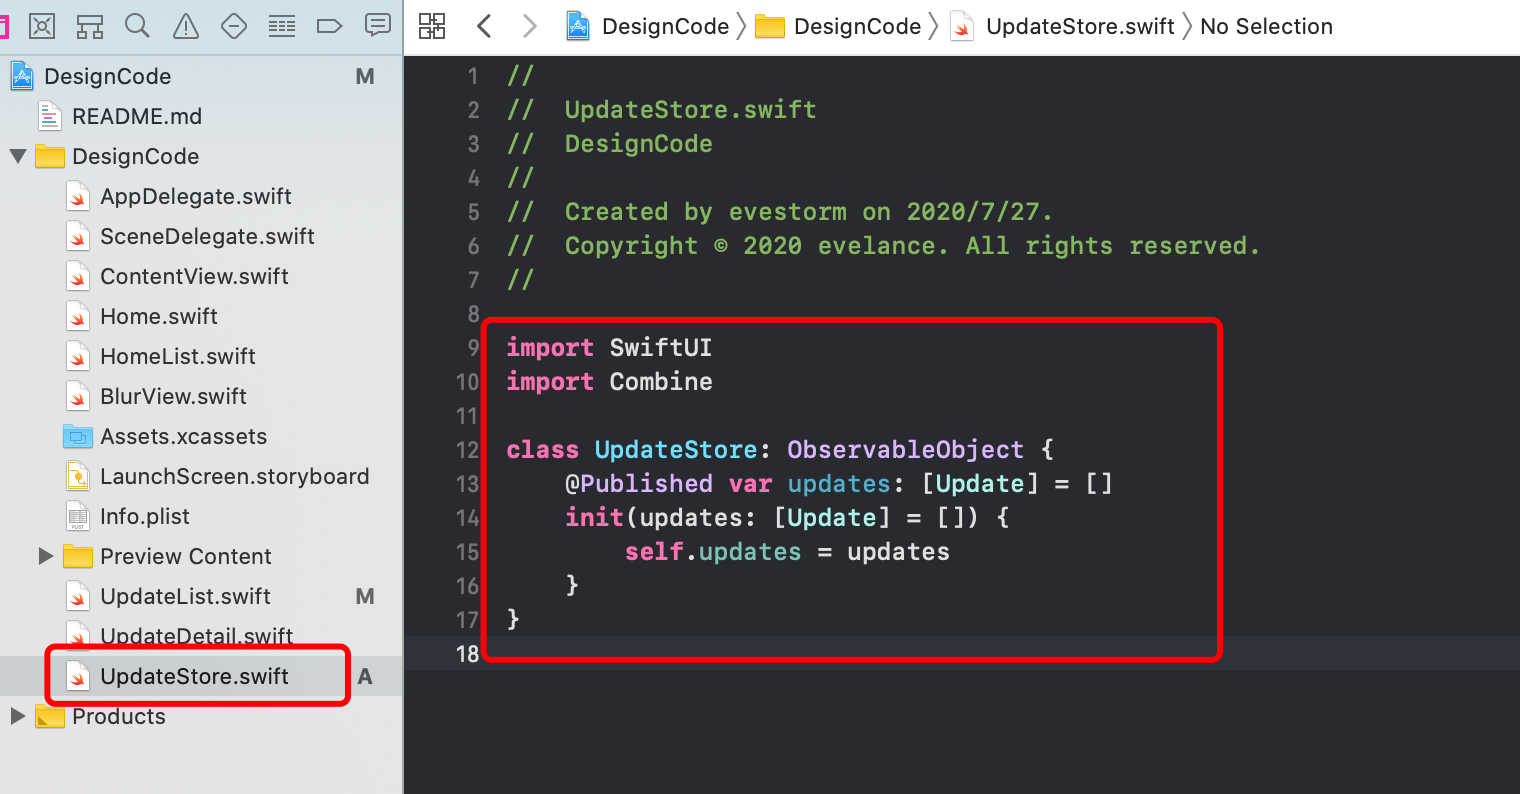 DesignCode
DesignCode
UpdateStore.swift
No Selection
DesignCode M
README.md
DesignCode
AppDelegate.swift
SceneDelegate.swift
ContentView.swift
Home.swift
HomeList.swift
BlurView.swift
Assets.xcassets
LaunchScreen.storyboard
Info.plist
Preview Content
UpdateList.swift M
UpdateDetail.swift
UpdateStore.swift A
Products
1 //
2 //  UpdateStore.swift
3 //  DesignCode
4 //
5 //  Created by evestorm on 2020/7/27.
6 //  Copyright © 2020 evelance. All rights reserved.
7 //
8
9 import SwiftUI
10 import Combine
11
12 class UpdateStore: ObservableObject {
13     @Published var updates: [Update] = []
14     init(updates: [Update] = []) {
15         self.updates = updates
16     }
17 }
18